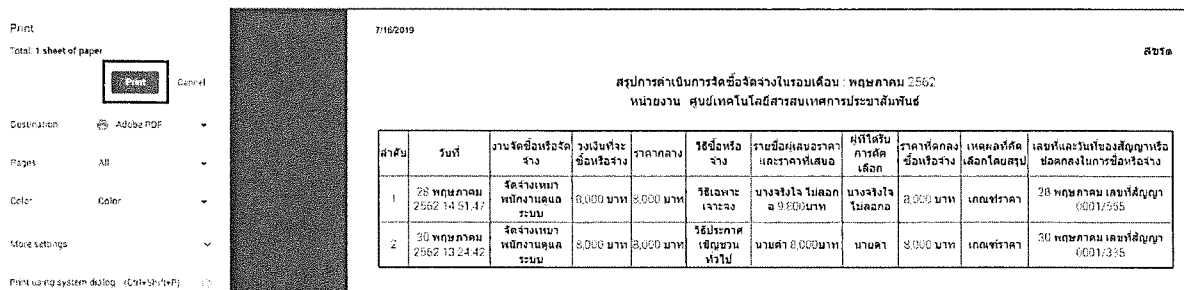 Print
Total: 1 sheet of paper
Print
Cancel
Destination
Adobe PDF
Pages
All
Color
Color
More settings
Print using system dialog (Ctrl+Shift+P)
7/16/2019
สขร๑
สรุปการดำเนินการจัดซื้อจัดจ้างในรอบเดือน : พฤษภาคม 2562
หน่วยงาน ศูนย์เทคโนโลยีสารสนเทศการประชาสัมพันธ์
ลำดับ
วันที่
งานจัดซื้อหรือจัด
จ้าง
วงเงินที่จะ
ซื้อหรือจ้าง
ราคากลาง
วิธีซื้อหรือ
จ้าง
รายชื่อผู้เสนอราคา
และราคาที่เสนอ
ผู้ที่ได้รับ
การคัด
เลือก
ราคาที่ตกลง
ซื้อหรือจ้าง
เหตุผลที่คัด
เลือกโดยสรุป
เลขที่และวันที่ของสัญญาหรือ
ข้อตกลงในการซื้อหรือจ้าง
1
28 พฤษภาคม
2562 14:51:47
จัดจ้างเหมา
พนักงานดูแล
ระบบ
8,000 บาท
8,000 บาท
วิธีเฉพาะ
เจาะจง
นางจริงใจ ไม่ลอก
อ 9,800บาท
นางจริงใจ
ไม่ลอกอ
8,000 บาท
เกณฑ์ราคา
28 พฤษภาคม เลขที่สัญญา
0001/555
2
30 พฤษภาคม
2562 13:24:42
จัดจ้างเหมา
พนักงานดูแล
ระบบ
8,000 บาท
8,000 บาท
วิธีประกาศ
เชิญชวน
ทั่วไป
นายดำ 8,000บาท
นายดำ
8,000 บาท
เกณฑ์ราคา
30 พฤษภาคม เลขที่สัญญา
0001/335